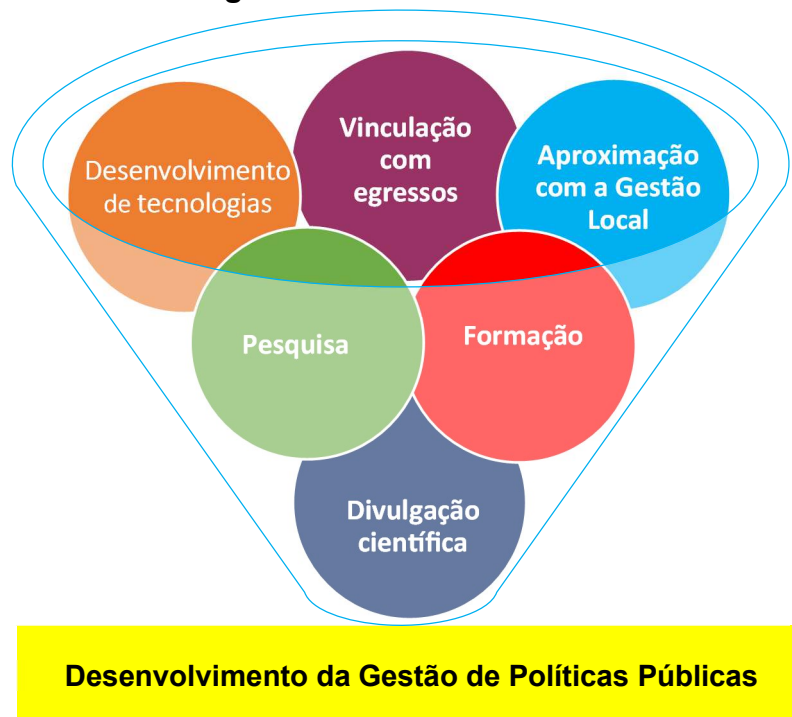 Desenvolvimento
de tecnologias
Vinculação
com
egressos
Aproximação
com a Gestão
Local
Pesquisa
Formação
Divulgação
científica
Desenvolvimento da Gestão de Políticas Públicas